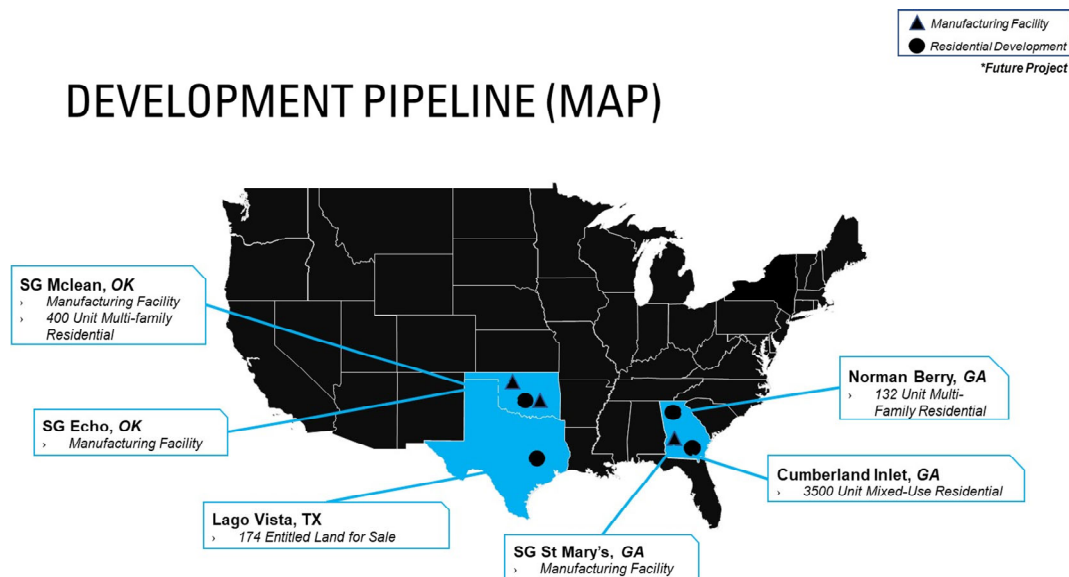 Manufacturing Facility
Residential Development
*Future Project
DEVELOPMENT PIPELINE (MAP)
SG Mclean, OK
› Manufacturing Facility
› 400 Unit Multi-family
Residential
SG Echo, OK
› Manufacturing Facility
Lago Vista, TX
› 174 Entitled Land for Sale
SG St Mary's, GA
› Manufacturing Facility
Norman Berry, GA
› 132 Unit Multi-
Family Residential
Cumberland Inlet, GA
› 3500 Unit Mixed-Use Residential